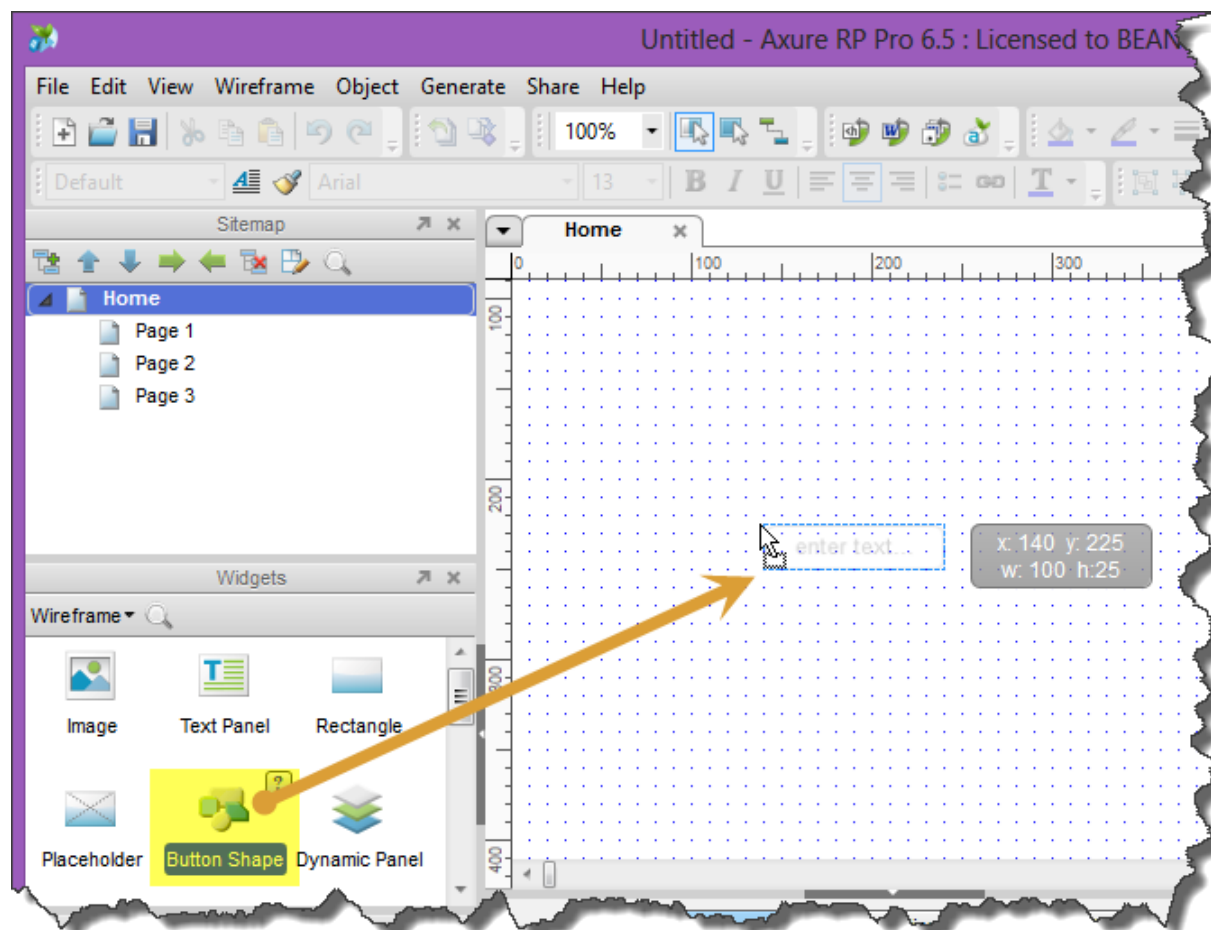 Untitled - Axure RP Pro 6.5 : Licensed to BEAN
File Edit View Wireframe Object Generate Share Help
100%
Default Arial 13 B I U T
Sitemap
Home
0 100 200 300
Home
Page 1
Page 2
Page 3
100
200
300
400
enter text...
x: 140 y: 225
w: 100 h:25
Widgets
Wireframe
Image Text Panel Rectangle
?
Placeholder Button Shape Dynamic Panel